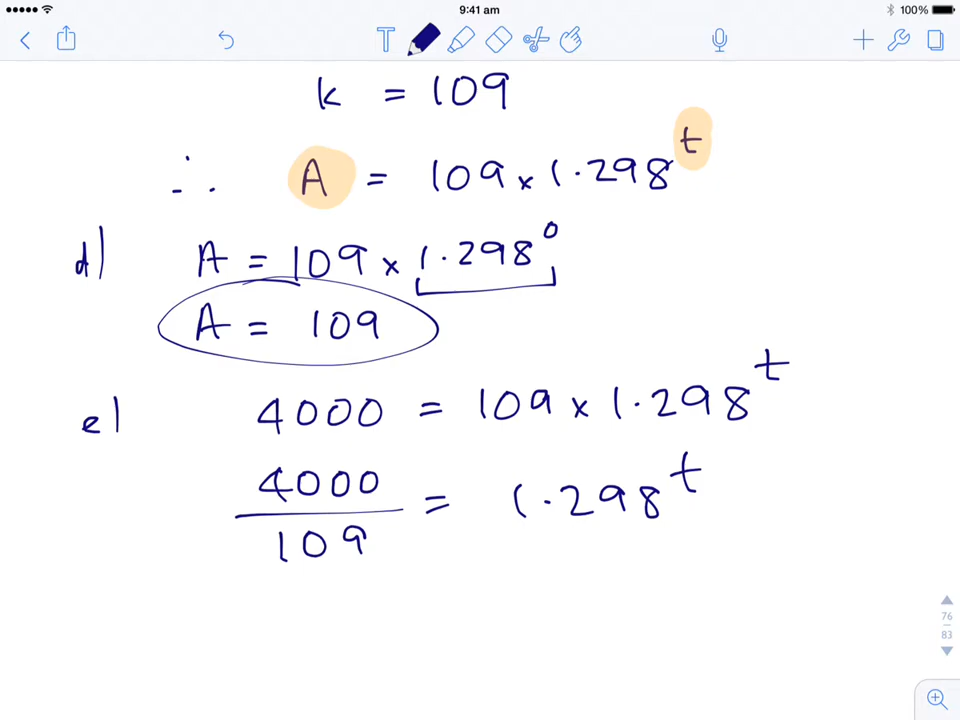 9:41 am
100%
T
k = 109
∴ A = 109 × 1.298^t
d) A = 109 × 1.298^0
A = 109
e) 4000 = 109 × 1.298^t
4000/109 = 1.298^t
76
83